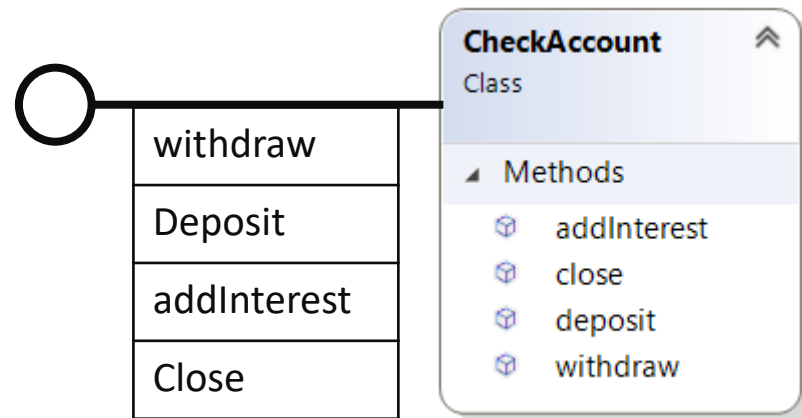 withdraw
Deposit
addInterest
Close
CheckAccount
Class
Methods
addInterest
close
deposit
withdraw